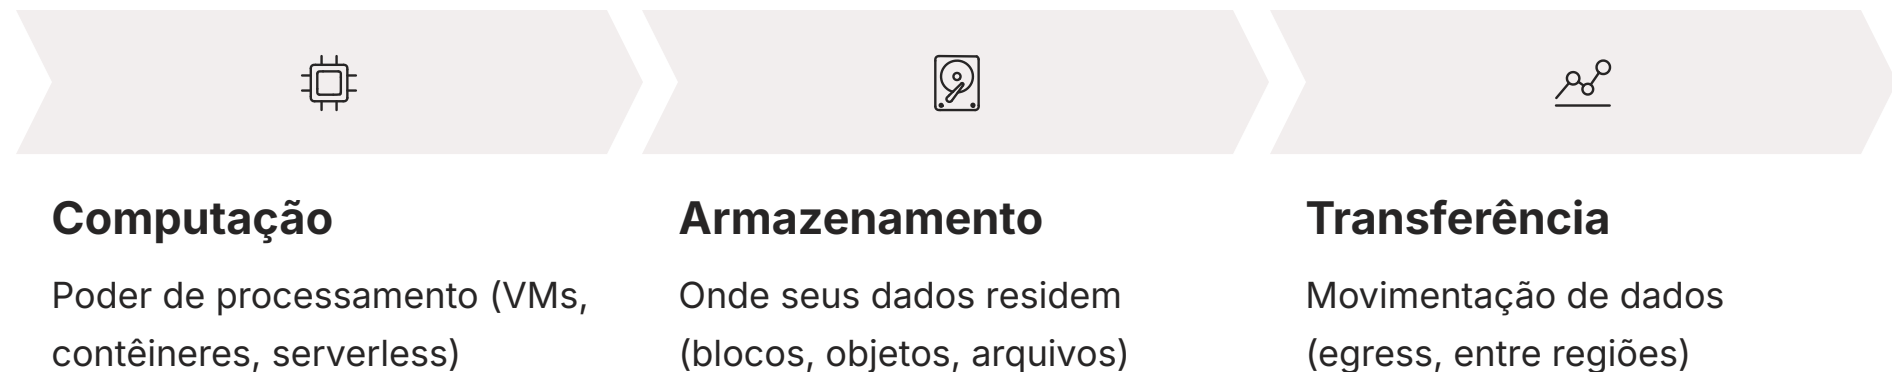 Computação
Poder de processamento (VMs,
contêineres, serverless)
Armazenamento
Onde seus dados residem
(blocos, objetos, arquivos)
Transferência
Movimentação de dados
(egress, entre regiões)